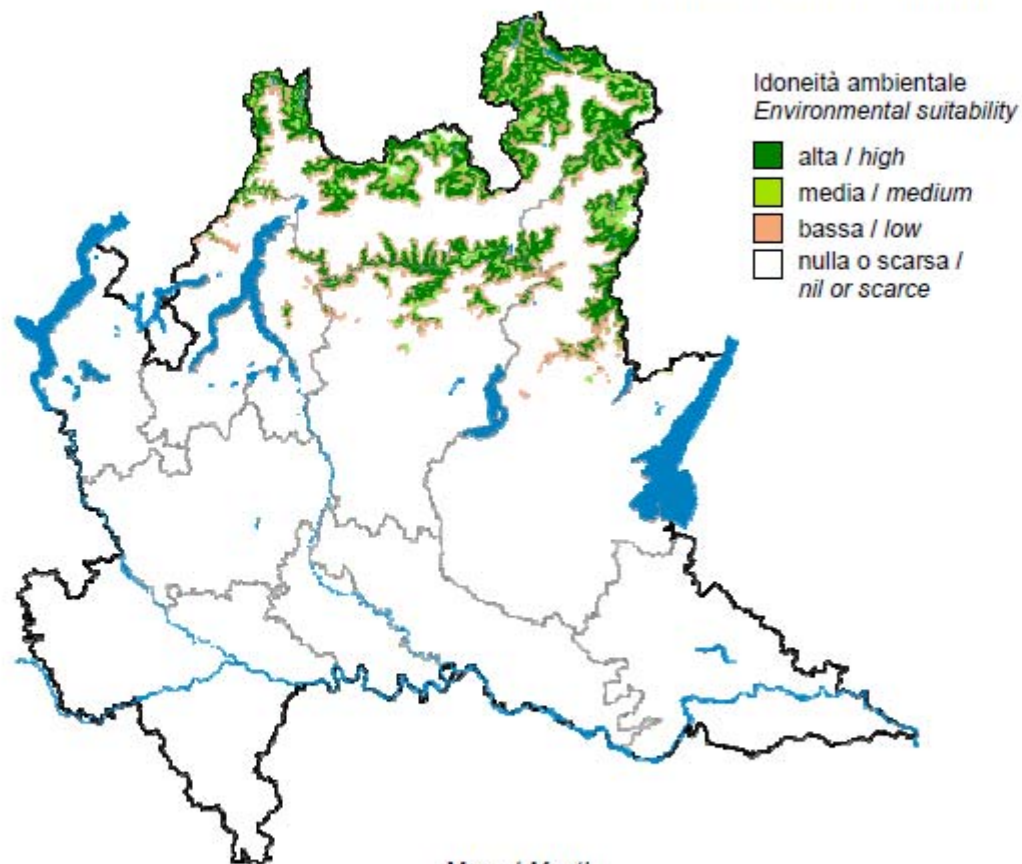 Idoneità ambientale
Environmental suitability
alta / high
media / medium
bassa / low
nulla o scarsa /
nil or scarce